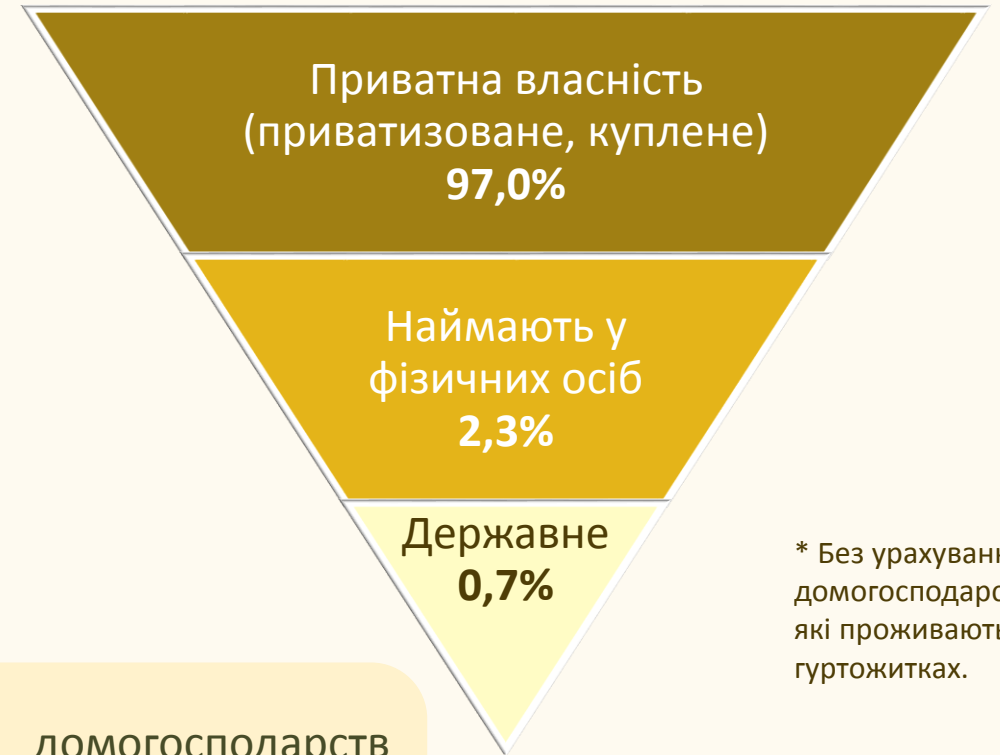 Приватна власність
(приватизоване, куплене)
97,0%
Наймають у
фізичних осіб
2,3%
Державне
0,7%
* Без урахуванн
домогосподарс
які проживают
гуртожитках.
домогосподарств